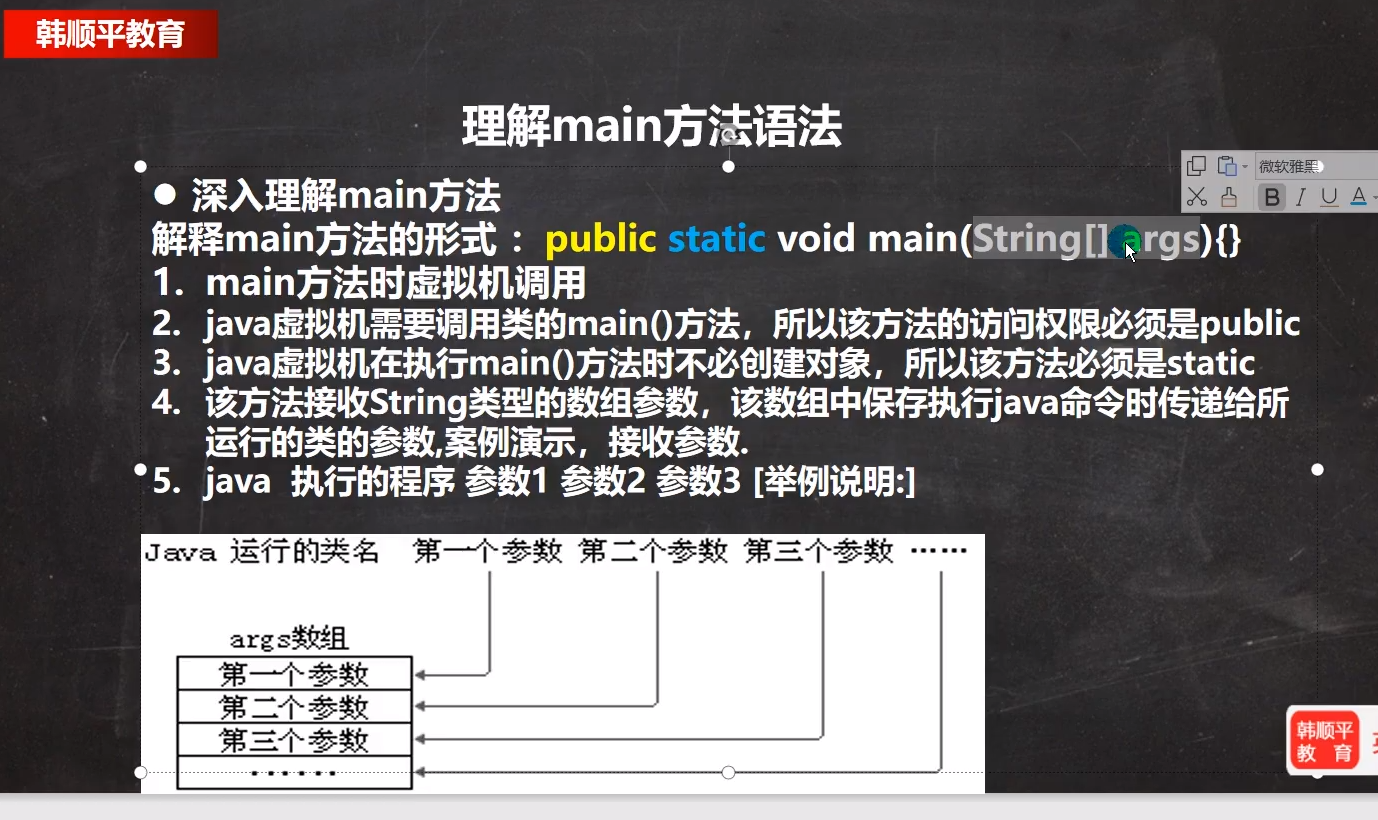 韩顺平教育
理解main方法语法
微软雅黑
● 深入理解main方法
B I U A
解释main方法的形式 ：public static void main(String[] args){}
1. main方法时虚拟机调用
2. java虚拟机需要调用类的main()方法，所以该方法的访问权限必须是public
3. java虚拟机在执行main()方法时不必创建对象，所以该方法必须是static
4. 该方法接收String类型的数组参数，该数组中保存执行java命令时传递给所
运行的类的参数,案例演示，接收参数.
5. java 执行的程序 参数1 参数2 参数3 [举例说明:]
Java 运行的类名 第一个参数 第二个参数 第三个参数 ……
args数组
第一个参数
第二个参数
第三个参数
……
韩顺平
教 育